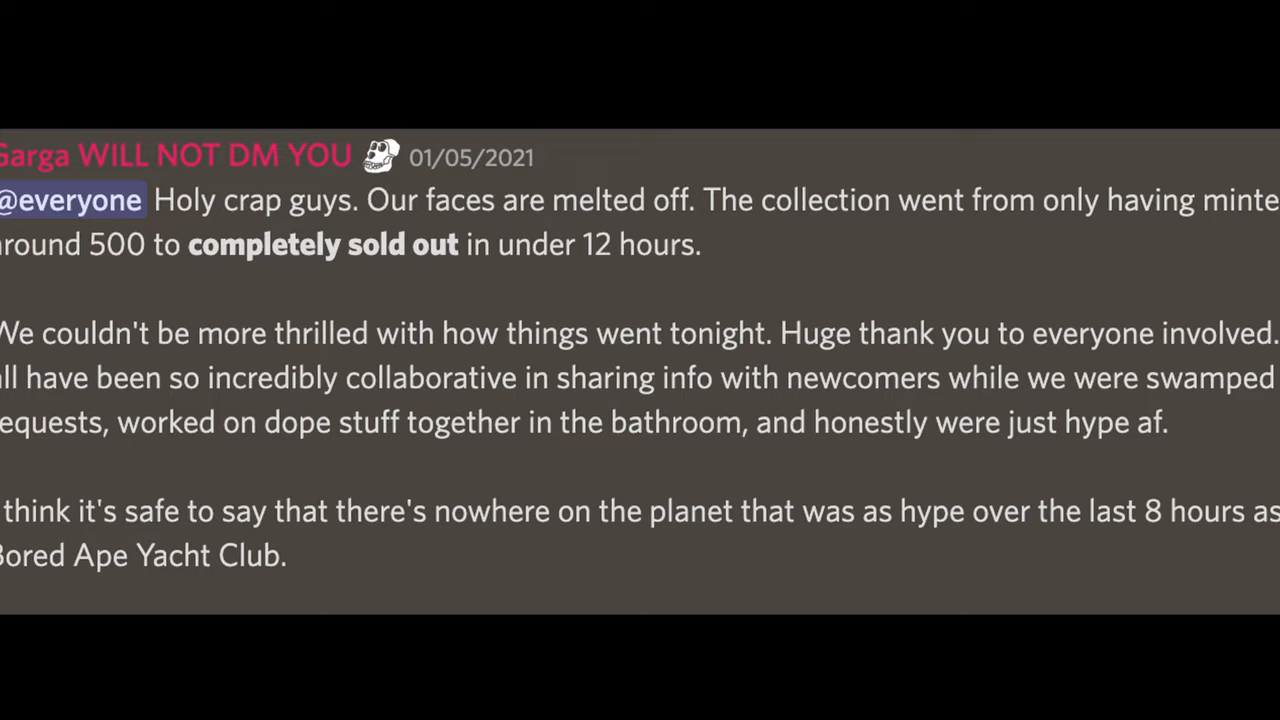 Garga WILL NOT DM YOU 01/05/2021
@everyone Holy crap guys. Our faces are melted off. The collection went from only having minte
around 500 to completely sold out in under 12 hours.
We couldn't be more thrilled with how things went tonight. Huge thank you to everyone involved.
all have been so incredibly collaborative in sharing info with newcomers while we were swamped
equests, worked on dope stuff together in the bathroom, and honestly were just hype af.
think it's safe to say that there's nowhere on the planet that was as hype over the last 8 hours as
Bored Ape Yacht Club.